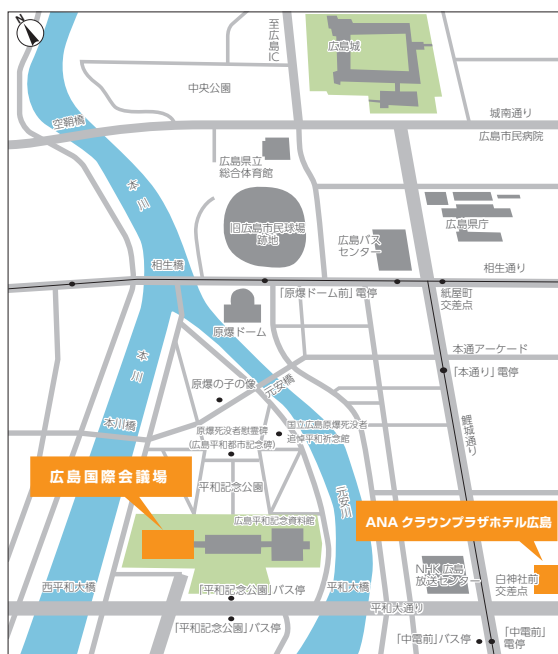 N
至広島IC
広島城
中央公園
城南通り
空鞘橋
広島市民病院
広島県立
総合体育館
本川
旧広島市民球場
跡地
広島バス
センター
広島県庁
相生橋
相生通り
「原爆ドーム前」電停
紙屋町
交差点
原爆ドーム
本通アーケード
本川
「本通り」電停
原爆の子の像
元安橋
本川橋
原爆死没者慰霊碑
(広島平和都市記念碑)
国立広島原爆死没者
追悼平和祈念館
鯉城通り
広島国際会議場
平和記念公園
元安川
広島平和記念資料館
ANA クラウンプラザホテル広島
NHK 広島
放送センター
白神社前
交差点
西平和大橋
「平和記念公園」バス停
平和大橋
平和大通り
「平和記念公園」バス停
「中電前」バス停
「中電前」
電停